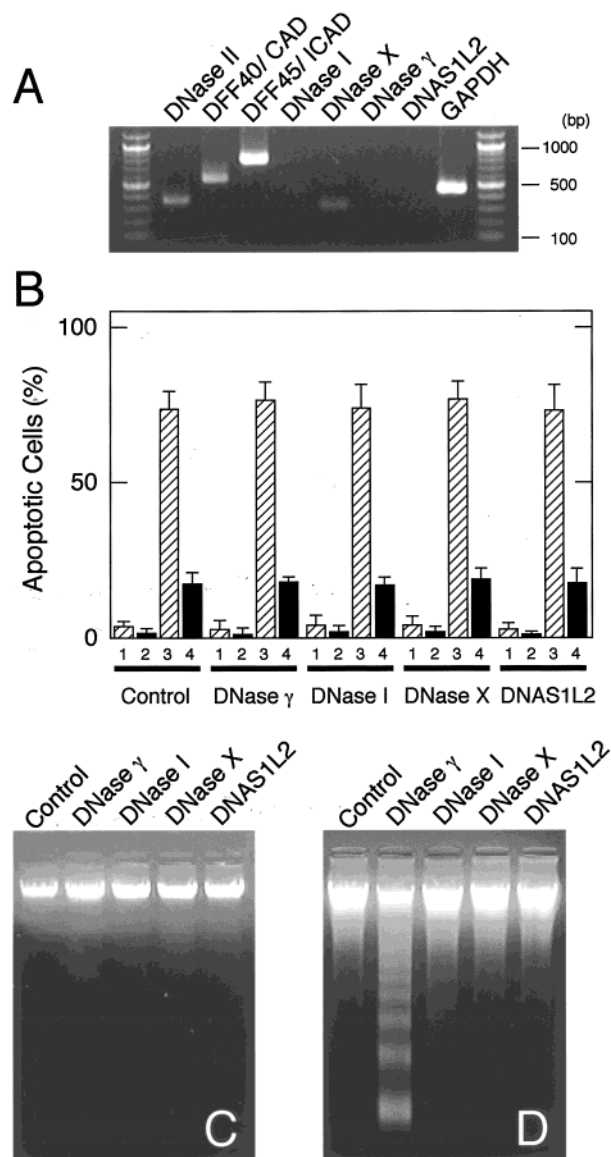 A
DNase II
DFF40/ CAD
DFF45/ ICAD
DNase I
DNase X
DNase γ
DNAS1L2
GAPDH
(bp)
1000
500
100
B
Apoptotic Cells (%)
100
50
0
1 2 3 4 1 2 3 4 1 2 3 4 1 2 3 4 1 2 3 4
Control DNase γ DNase I DNase X DNAS1L2
Control
DNase γ
DNase I
DNase X
DNAS1L2
C
Control
DNase γ
DNase I
DNase X
DNAS1L2
D